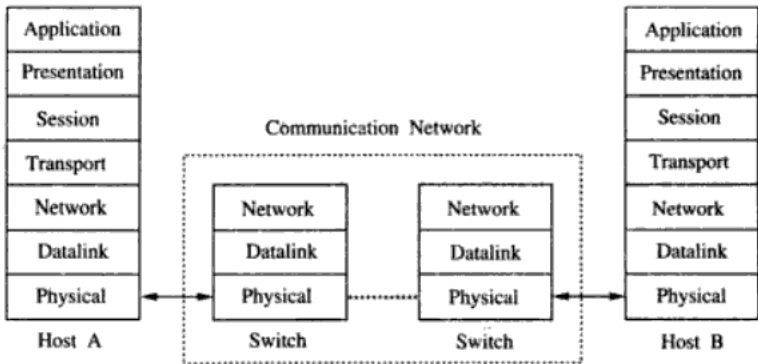 Application
Presentation
Session
Transport
Network
Datalink
Physical
Host A
Communication Network
Network
Datalink
Physical
Switch
Network
Datalink
Physical
Switch
Application
Presentation
Session
Transport
Network
Datalink
Physical
Host B